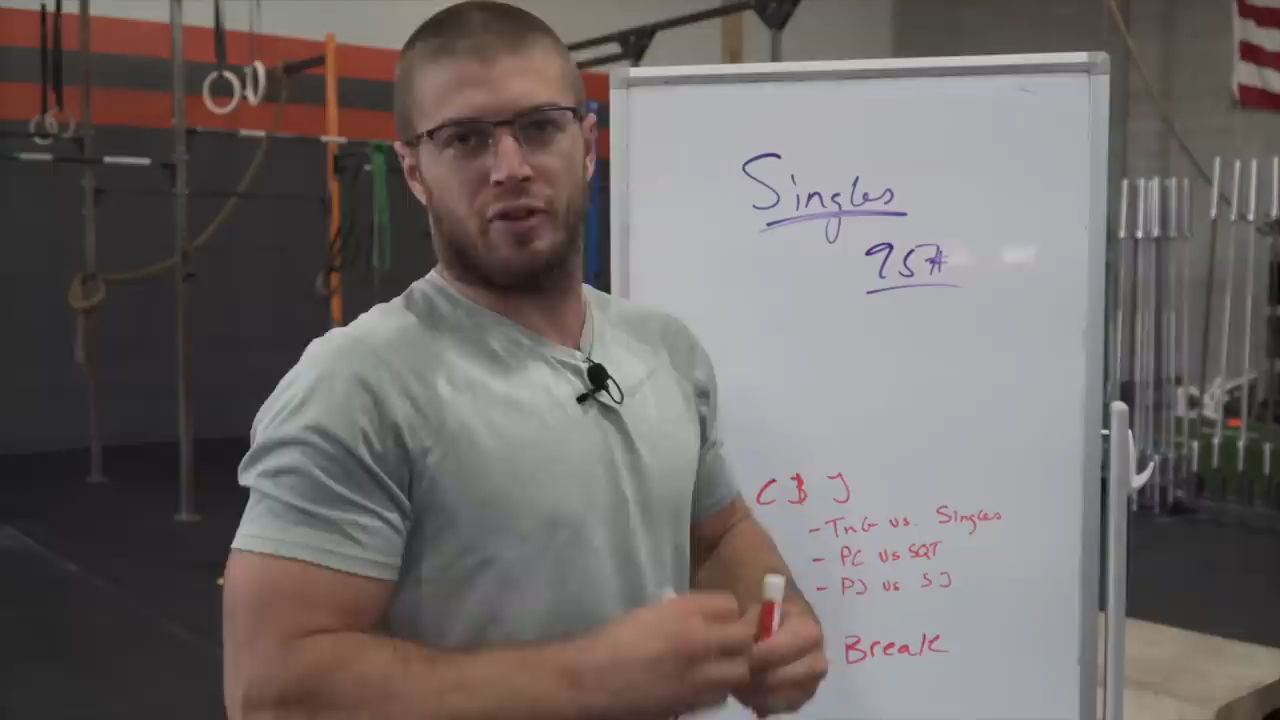 Singles
95#
C & J
- TnG vs. Singles
- PC vs SQT
- PJ vs SJ
Break